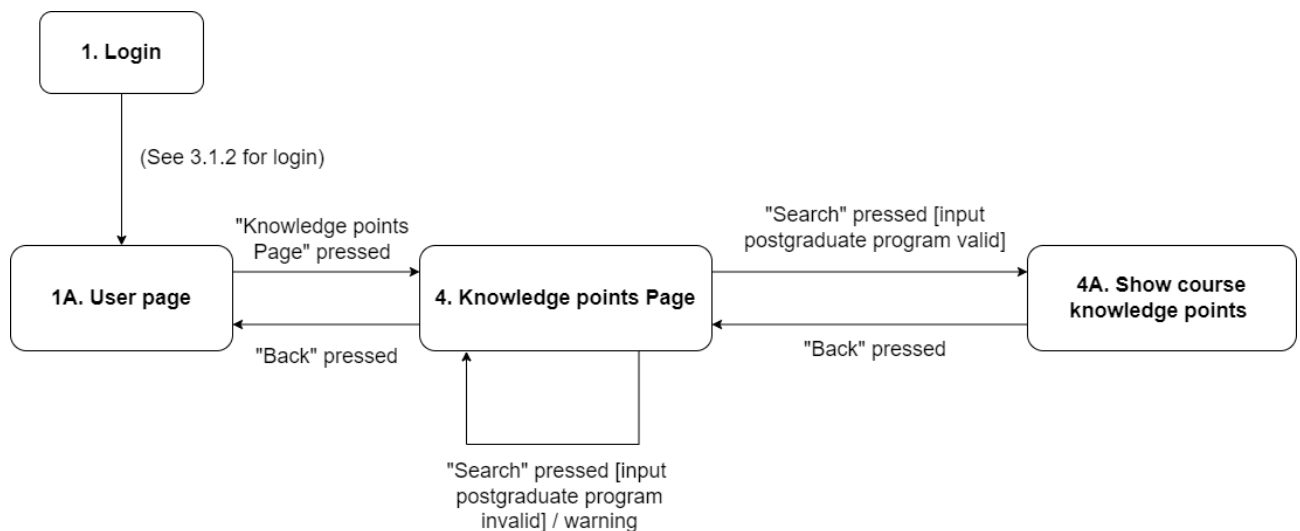 1. Login
(See 3.1.2 for login)
"Knowledge points
Page" pressed
"Search" pressed [input
postgraduate program valid]
1A. User page
4. Knowledge points Page
4A. Show course
knowledge points
"Back" pressed
"Back" pressed
"Search" pressed [input
postgraduate program
invalid] / warning